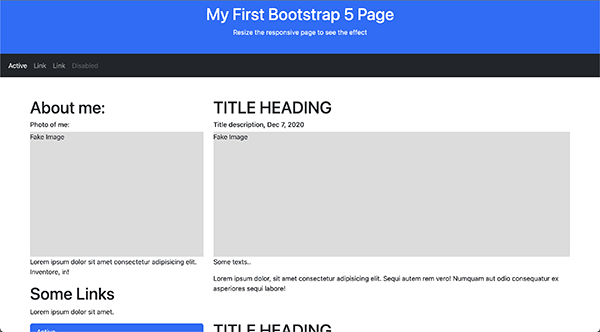 My First Bootstrap 5 Page
Resize the responsive page to see the effect
Active Link Link Disabled
About me:
Photo of me:
Fake Image
Lorem ipsum dolor sit amet consectetur adipisicing elit.
Inventore, in!
Some Links
Lorem ipsum dolor sit amet.
Active
TITLE HEADING
Title description, Dec 7, 2020
Fake Image
Some texts..
Lorem ipsum dolor, sit amet consectetur adipisicing elit. Sequi autem rem vero! Numquam aut odio consequatur ex
asperiores sequi labore!
TITLE HEADING